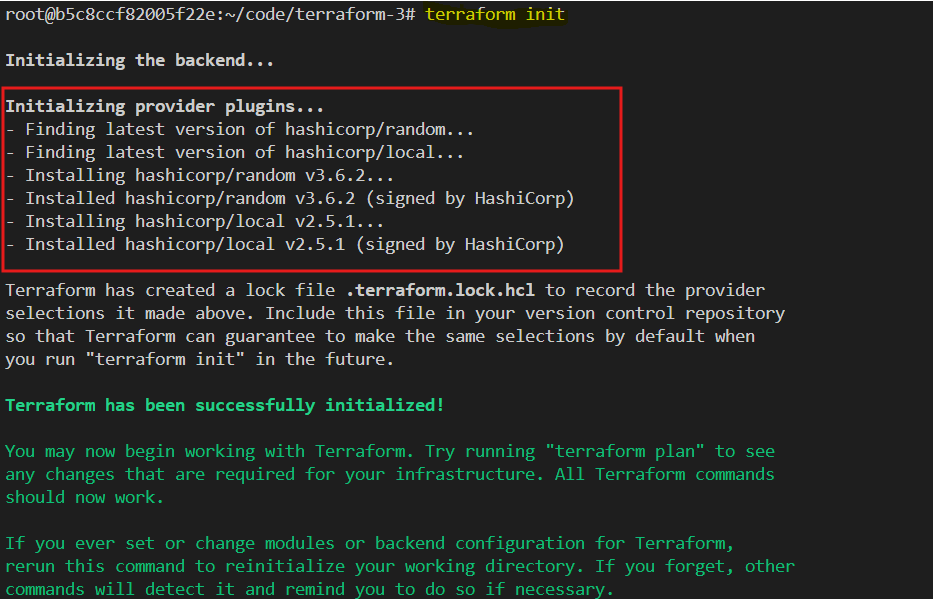 root@b5c8ccf82005f22e:~/code/terraform-3# terraform init
Initializing the backend...
Initializing provider plugins...
- Finding latest version of hashicorp/random...
- Finding latest version of hashicorp/local...
- Installing hashicorp/random v3.6.2...
- Installed hashicorp/random v3.6.2 (signed by HashiCorp)
- Installing hashicorp/local v2.5.1...
- Installed hashicorp/local v2.5.1 (signed by HashiCorp)
Terraform has created a lock file .terraform.lock.hcl to record the provider
selections it made above. Include this file in your version control repository
so that Terraform can guarantee to make the same selections by default when
you run "terraform init" in the future.
Terraform has been successfully initialized!
You may now begin working with Terraform. Try running "terraform plan" to see
any changes that are required for your infrastructure. All Terraform commands
should now work.
If you ever set or change modules or backend configuration for Terraform,
rerun this command to reinitialize your working directory. If you forget, other
commands will detect it and remind you to do so if necessary.